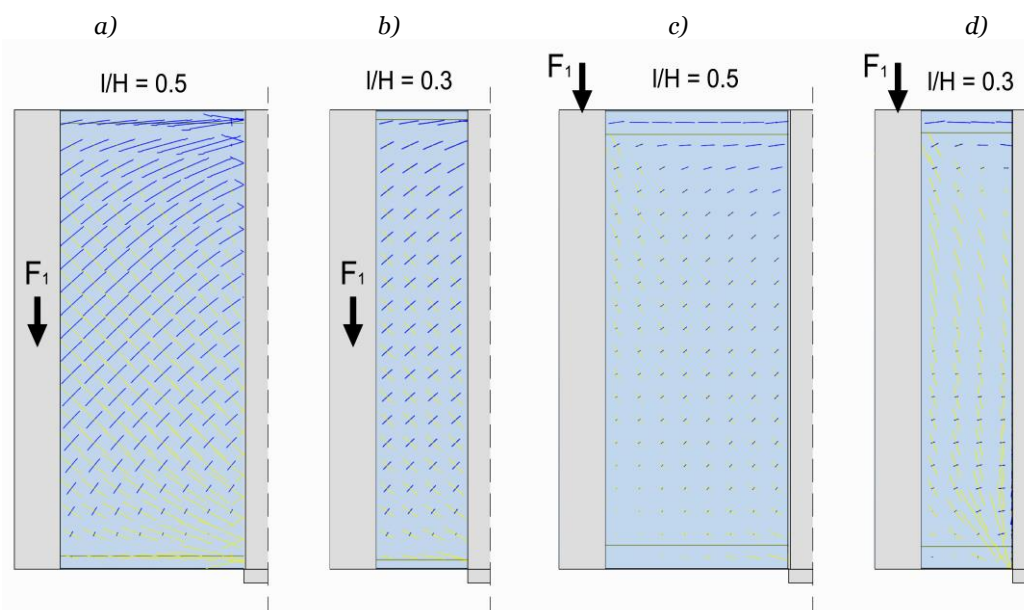 a)
b)
c)
d)
l/H = 0.5
l/H = 0.3
F₁
l/H = 0.5
F₁
l/H = 0.3
F₁
F₁